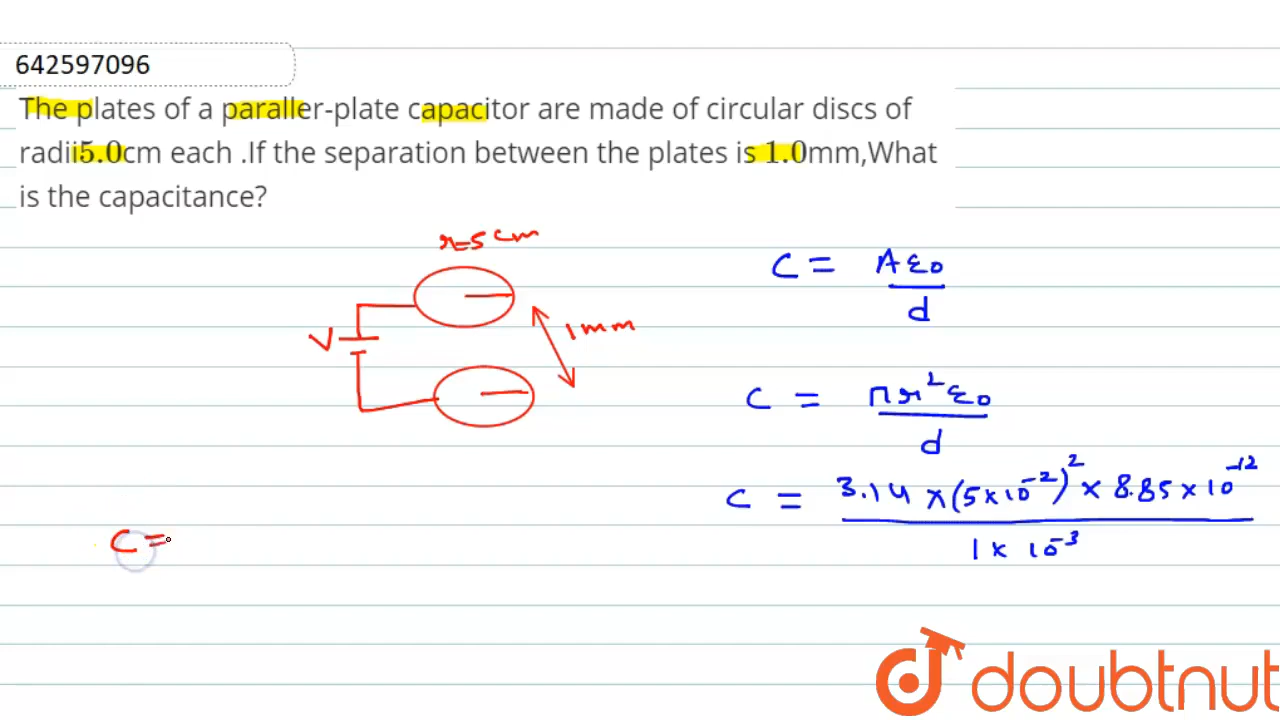 642597096
The plates of a paraller-plate capacitor are made of circular discs of
radii5.0cm each .If the separation between the plates is 1.0mm,What
is the capacitance?
r=5cm
V
1mm
C = Aε₀/d
C = πr²ε₀/d
C = 3.14 × (5×10⁻²)² × 8.85 × 10⁻¹²
1 × 10⁻³
C =
doubtnut